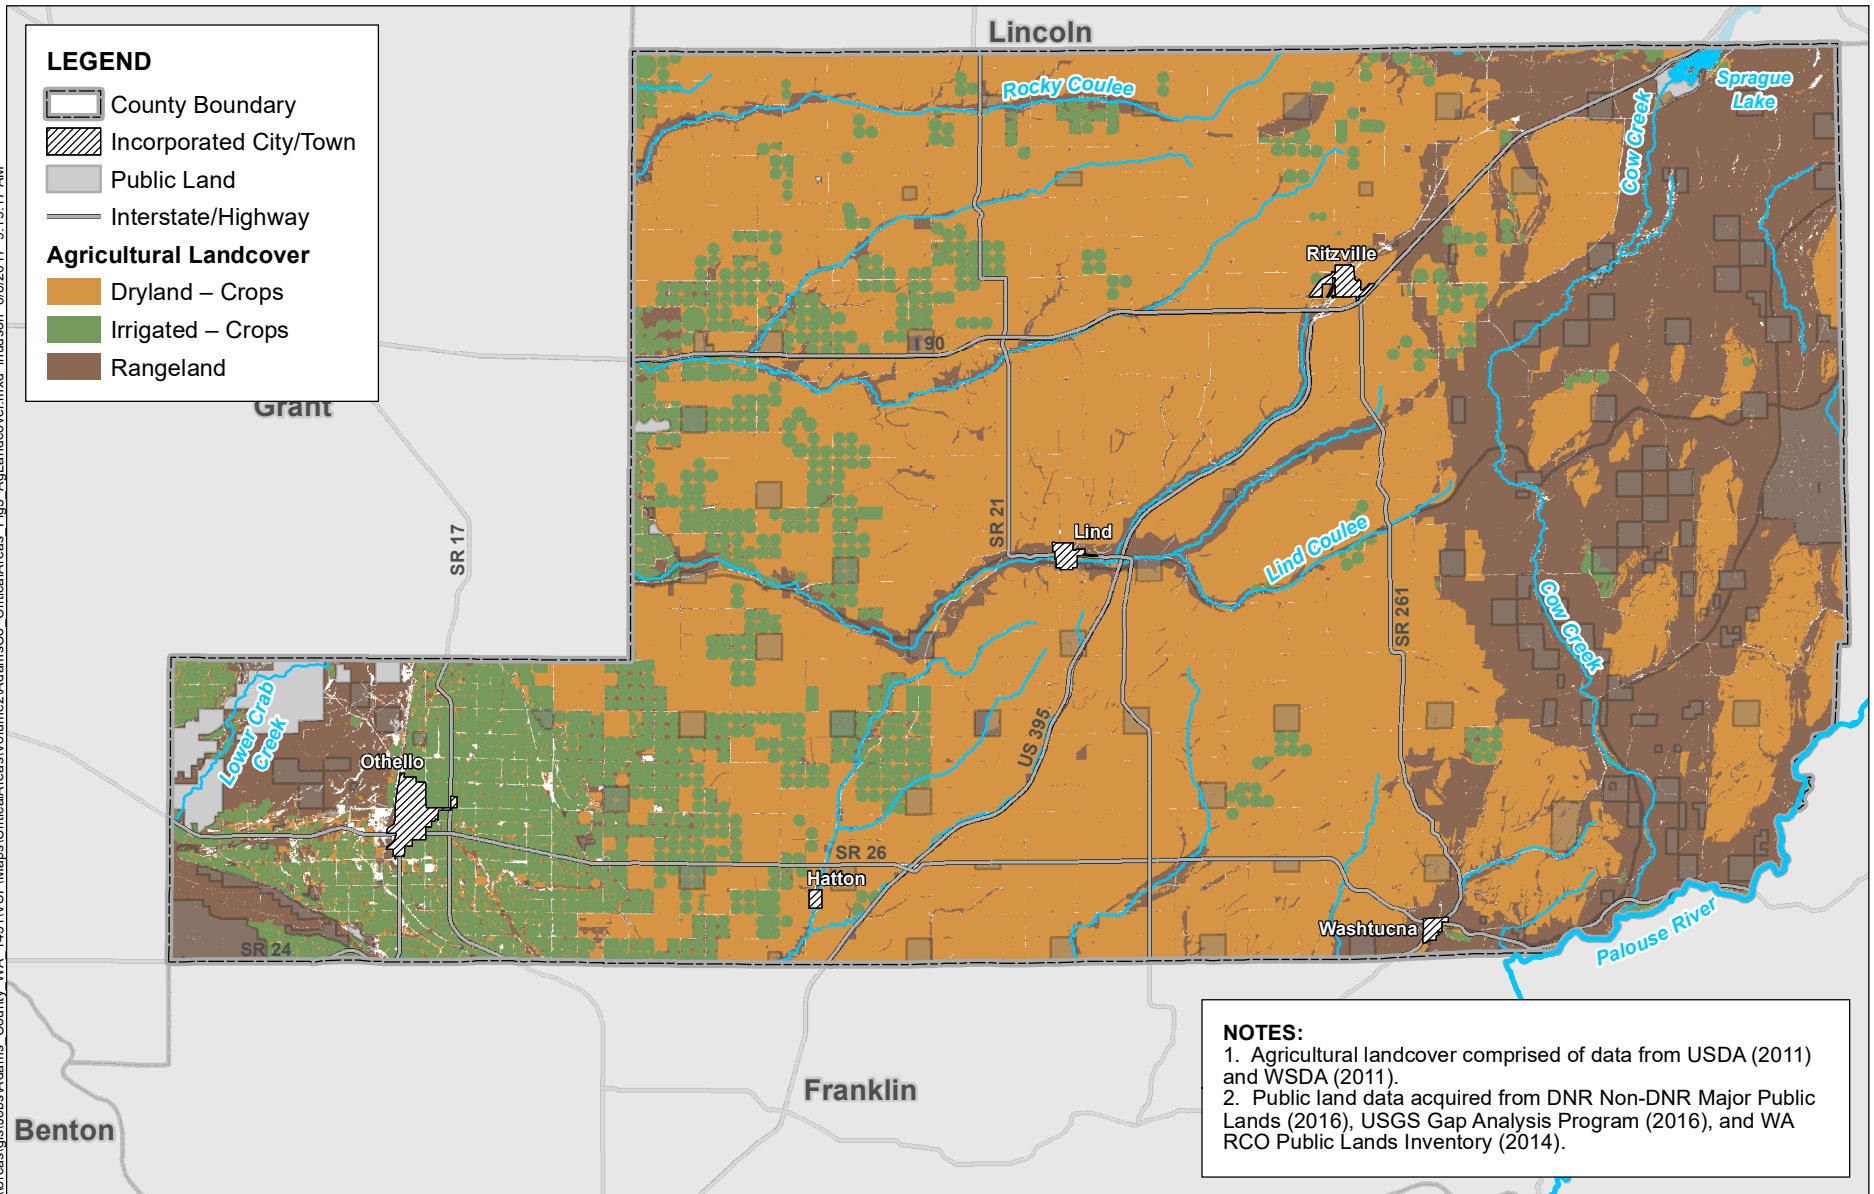 LEGEND
County Boundary
Incorporated City/Town
Public Land
Interstate/Highway
Agricultural Landcover
Dryland – Crops
Irrigated – Crops
Rangeland
Lincoln
Rocky Coulee
Sprague
Lake
Cow Creek
Ritzville
I 90
Grant
SR 17
SR 21
Lind
Lind Coulee
SR 261
Cow Creek
Lower Crab
Creek
Othello
US 395
SR 26
Hatton
Washtucna
Palouse River
SR 24
Franklin
Benton
NOTES:
1. Agricultural landcover comprised of data from USDA (2011)
and WSDA (2011).
2. Public land data acquired from DNR Non-DNR Major Public
Lands (2016), USGS Gap Analysis Program (2016), and WA
RCO Public Lands Inventory (2014).